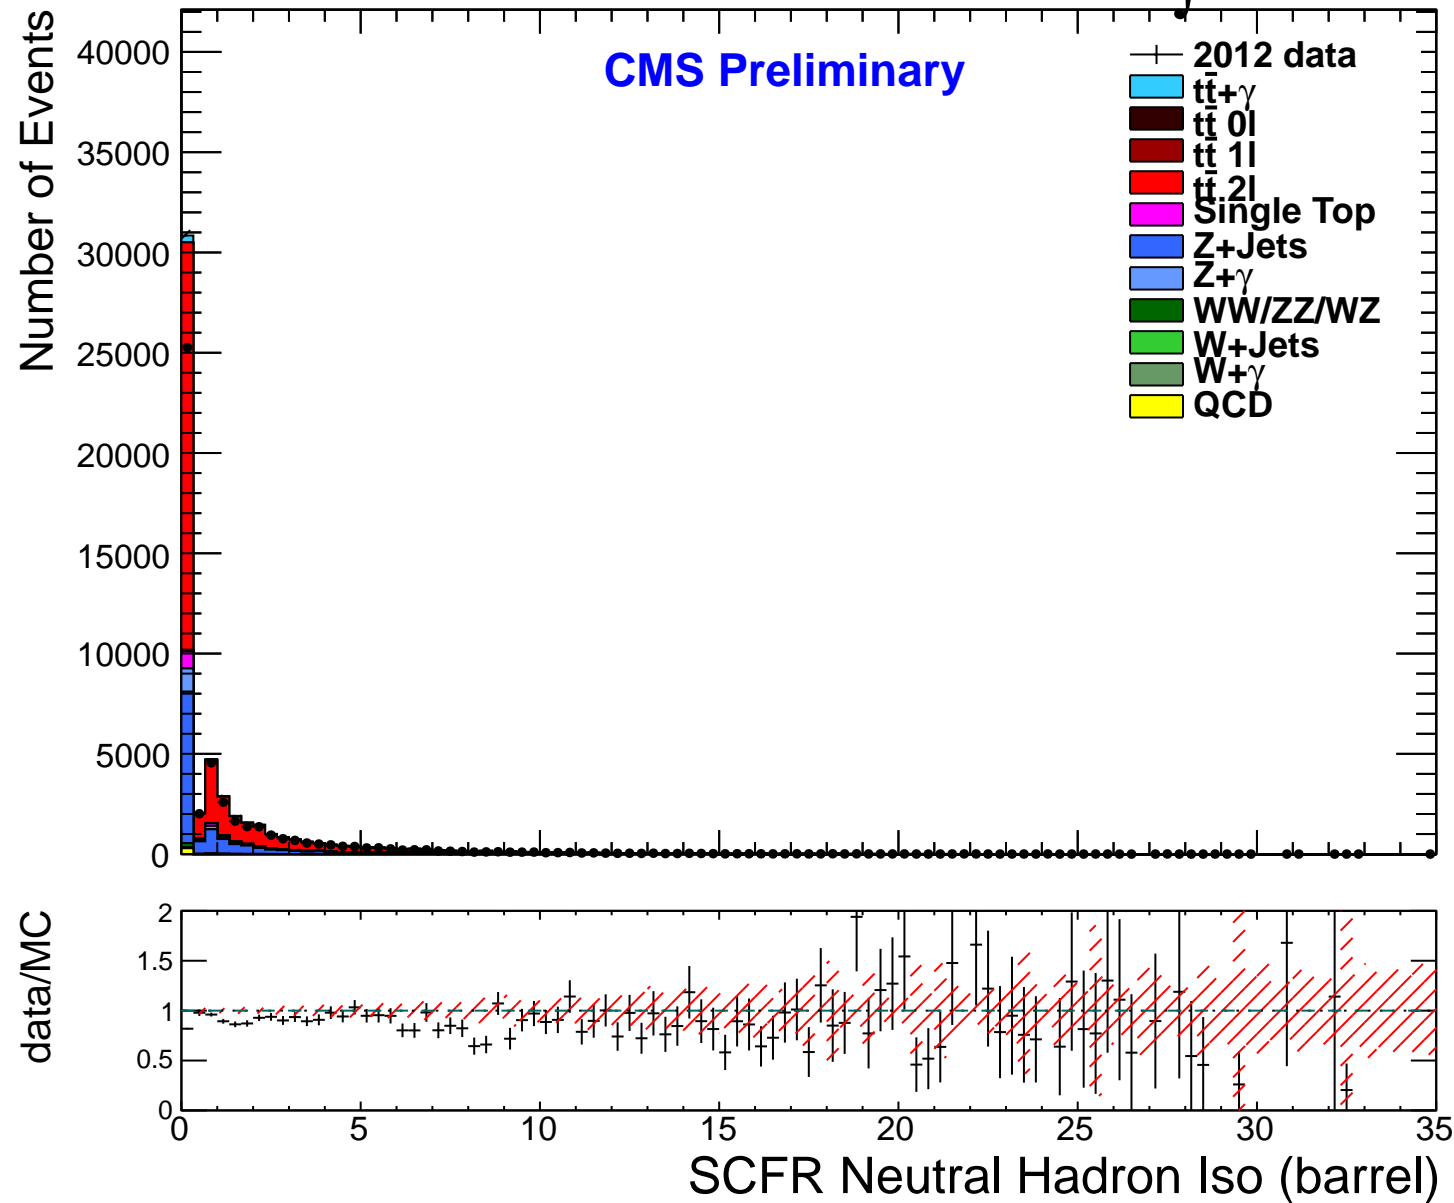 Number of Events
40000
35000
30000
25000
20000
15000
10000
5000
0
CMS Preliminary
2012 data
tt̄+γ
tt̄ 0l
tt̄ 1l
tt̄ 2l
Single Top
Z+Jets
Z+γ
WW/ZZ/WZ
W+Jets
W+γ
QCD
data/MC
2
1.5
1
0.5
0
0 5 10 15 20 25 30 35
SCFR Neutral Hadron Iso (barrel)